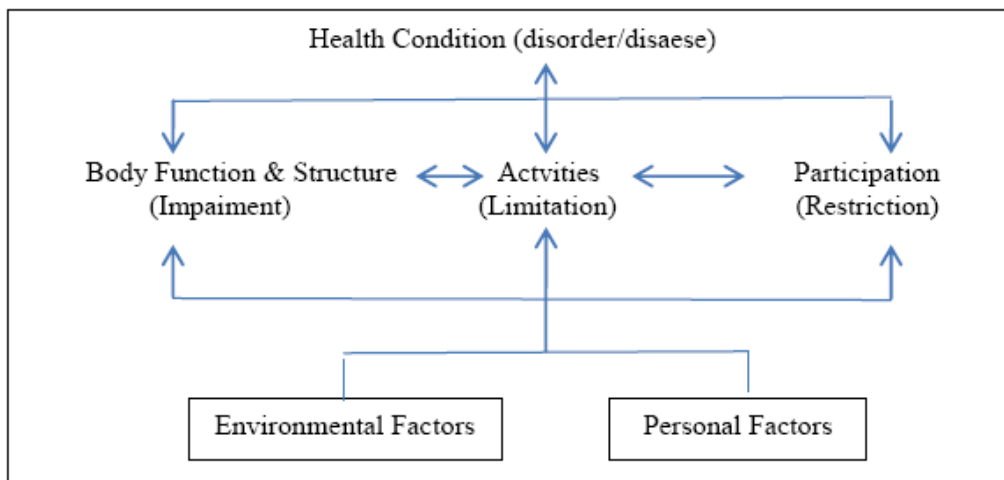 Health Condition (disorder/disaese)
Body Function & Structure
(Impaiment)
Actvities
(Limitation)
Participation
(Restriction)
Environmental Factors
Personal Factors